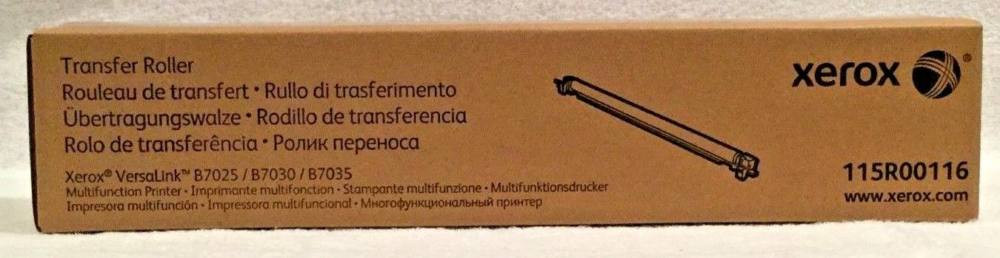 Transfer Roller
Rouleau de transfert • Rullo di trasferimento
Übertragungswalze • Rodillo de transferencia
Rolo de transferência • Ролик переноса
Xerox® VersaLink™ B7025 / B7030 / B7035
Multifunction Printer • Imprimante multifonction • Stampante multifunzione • Multifunktionsdrucker
Impresora multifunción • Impressora multifuncional • Многофункциональный принтер
xerox ®
115R00116
www.xerox.com